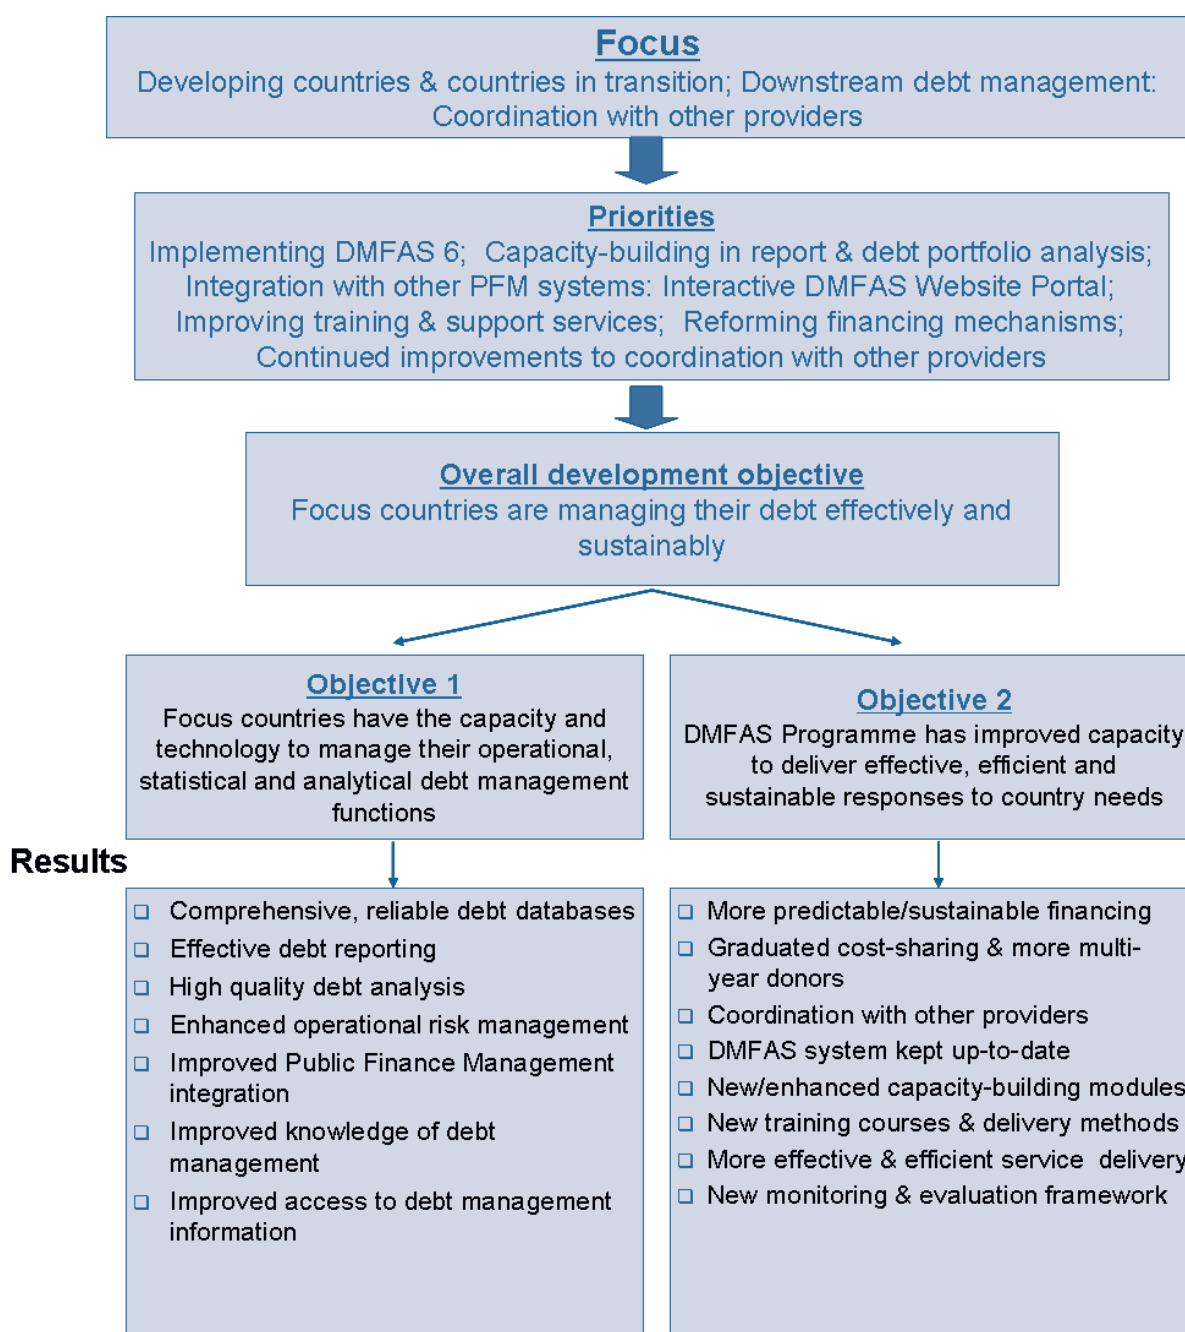 Focus
Developing countries & countries in transition; Downstream debt management:
Coordination with other providers
Priorities
Implementing DMFAS 6; Capacity-building in report & debt portfolio analysis;
Integration with other PFM systems: Interactive DMFAS Website Portal;
Improving training & support services; Reforming financing mechanisms;
Continued improvements to coordination with other providers
Overall development objective
Focus countries are managing their debt effectively and
sustainably
Objective 1
Focus countries have the capacity and
technology to manage their operational,
statistical and analytical debt management
functions
Objective 2
DMFAS Programme has improved capacity
to deliver effective, efficient and
sustainable responses to country needs
Results
Comprehensive, reliable debt databases
Effective debt reporting
High quality debt analysis
Enhanced operational risk management
Improved Public Finance Management
integration
Improved knowledge of debt
management
Improved access to debt management
information
More predictable/sustainable financing
Graduated cost-sharing & more multi-
year donors
Coordination with other providers
DMFAS system kept up-to-date
New/enhanced capacity-building modules
New training courses & delivery methods
More effective & efficient service delivery
New monitoring & evaluation framework